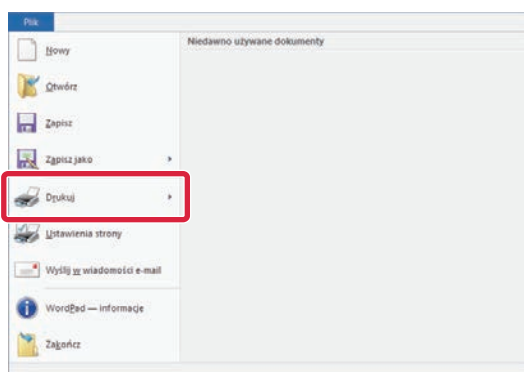 Plik
Niedawno używane dokumenty
Nowy
Otwórz
Zapisz
Zapisz jako
Drukuj
Ustawienia strony
Wyślij w wiadomości e-mail
WordPad — informacje
Zakończ